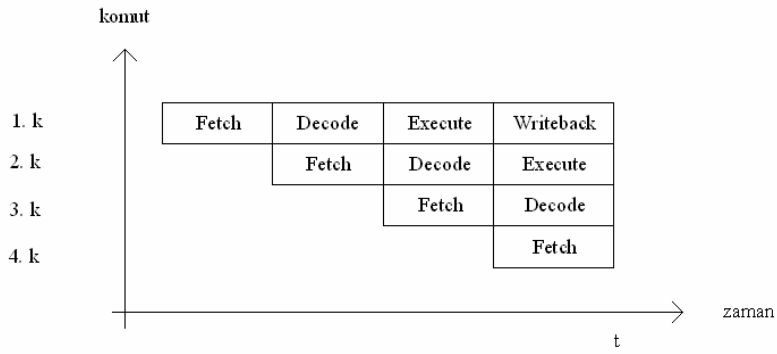 komut
1. k Fetch Decode Execute Writeback
2. k Fetch Decode Execute
3. k Fetch Decode
4. k Fetch
zaman
t